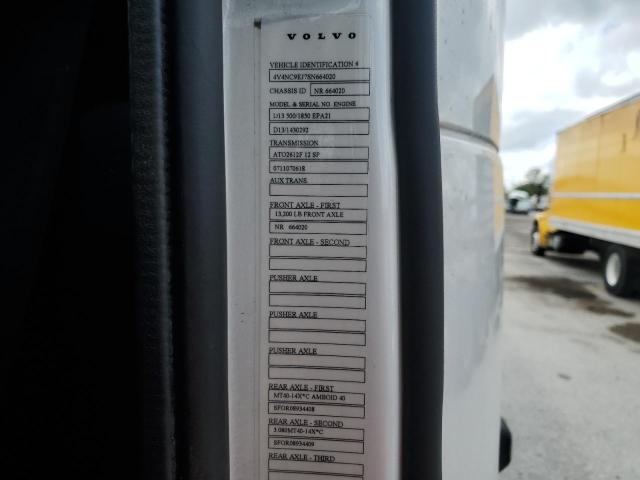 VOLVO
VEHICLE IDENTIFICATION #
4V4NC9EJ7SN664020
CHASSIS ID NR 664020
MODEL & SERIAL NO. ENGINE
D13 500/1850 EPA21
D13/1430292
TRANSMISSION
ATO2612F 12 SP
0711070618
AUX TRANS.
FRONT AXLE - FIRST
13,200 LB FRONT AXLE
NR 664020
FRONT AXLE - SECOND
PUSHER AXLE
PUSHER AXLE
PUSHER AXLE
REAR AXLE - FIRST
MT40-14X*C AMBOID 40
SFOR08934408
REAR AXLE - SECOND
3.080MT40-14X*C
SFOR08934409
REAR AXLE - THIRD